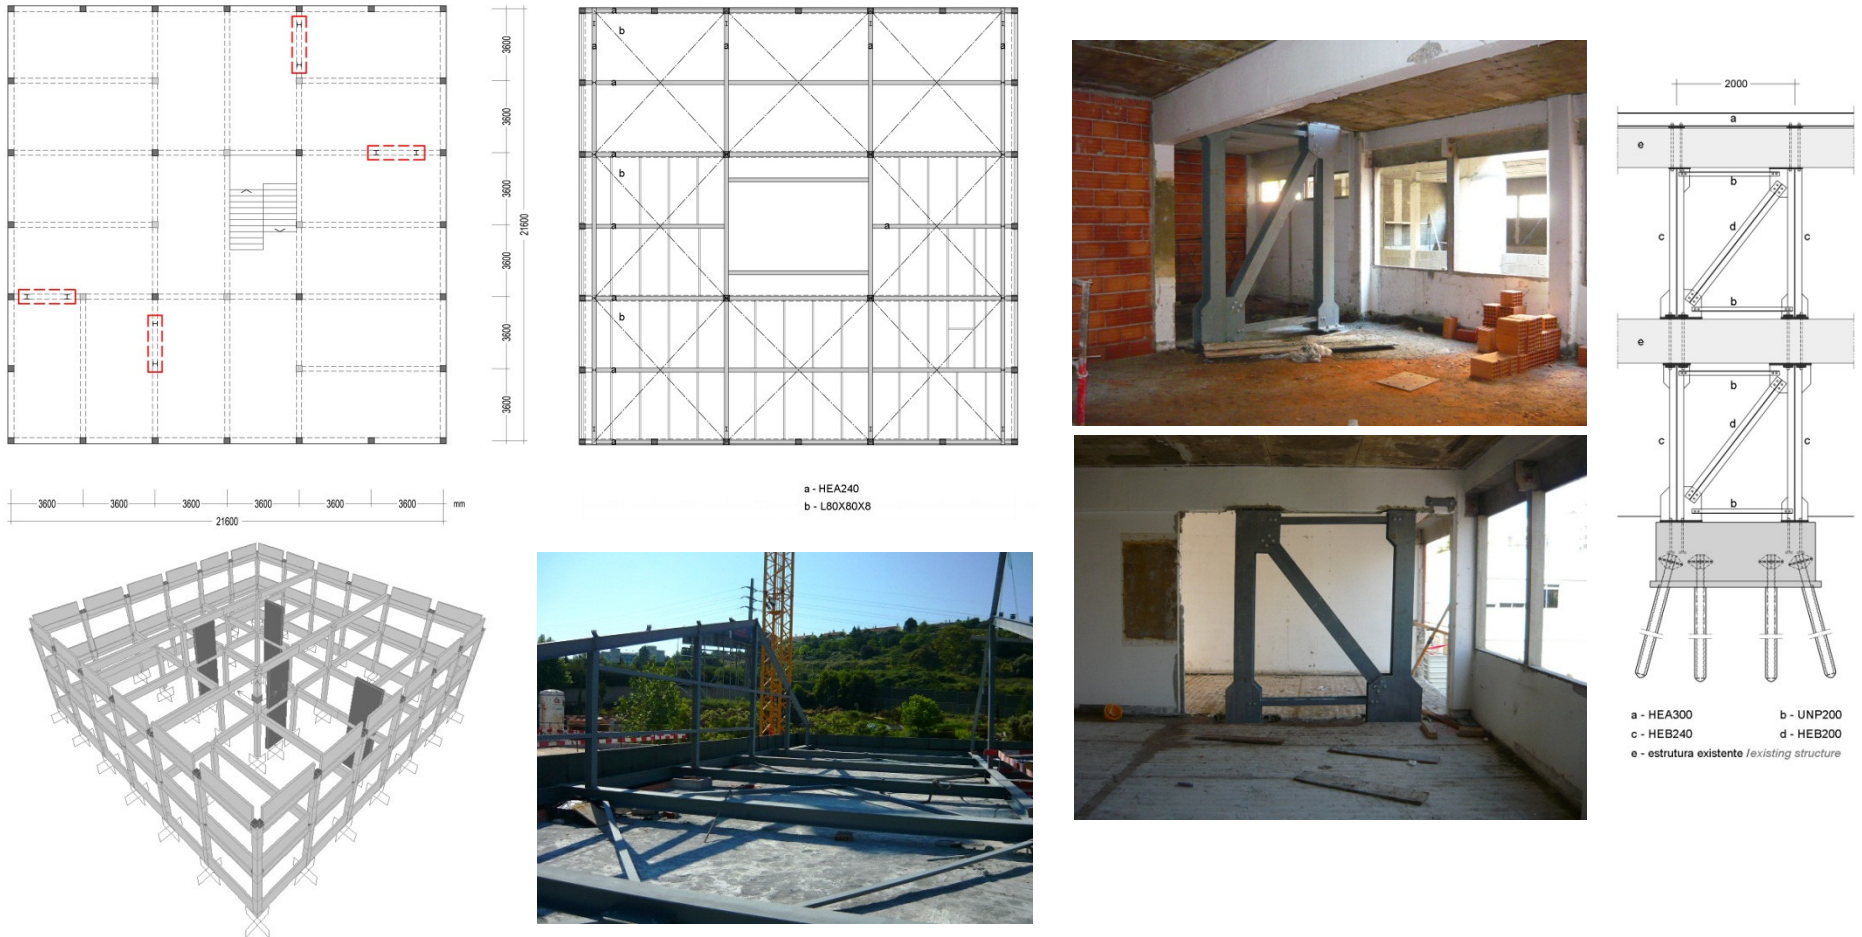 3600
3600
3600
3600
3600
3600
21600
3600
3600
3600
3600
3600
3600
mm
21600
a
b
a
a
a
a
a
a
b
a
a
a
b
a
a
a - HEA240
b - L80X80X8
2000
a
e
b
d
c
c
b
e
b
d
c
c
b
a - HEA300
b - UNP200
c - HEB240
d - HEB200
e - estrutura existente /existing structure